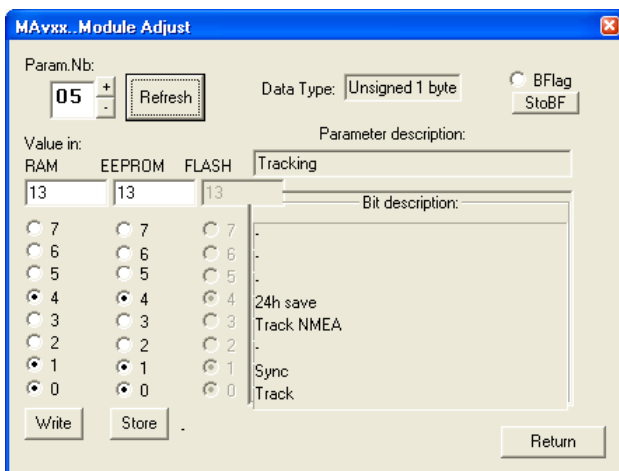 MAvxx..Module Adjust
Param.Nb:
05
+
-
Refresh
Data Type:
Unsigned 1 byte
BFlag
StoBF
Value in:
RAM EEPROM FLASH
13 13 13
Parameter description:
Tracking
Bit description:
7 7 7 -
6 6 6 -
5 5 5 -
4 4 4 24h save
3 3 3 Track NMEA
2 2 2 -
1 1 1 Sync
0 0 0 Track
Write Store .
Return